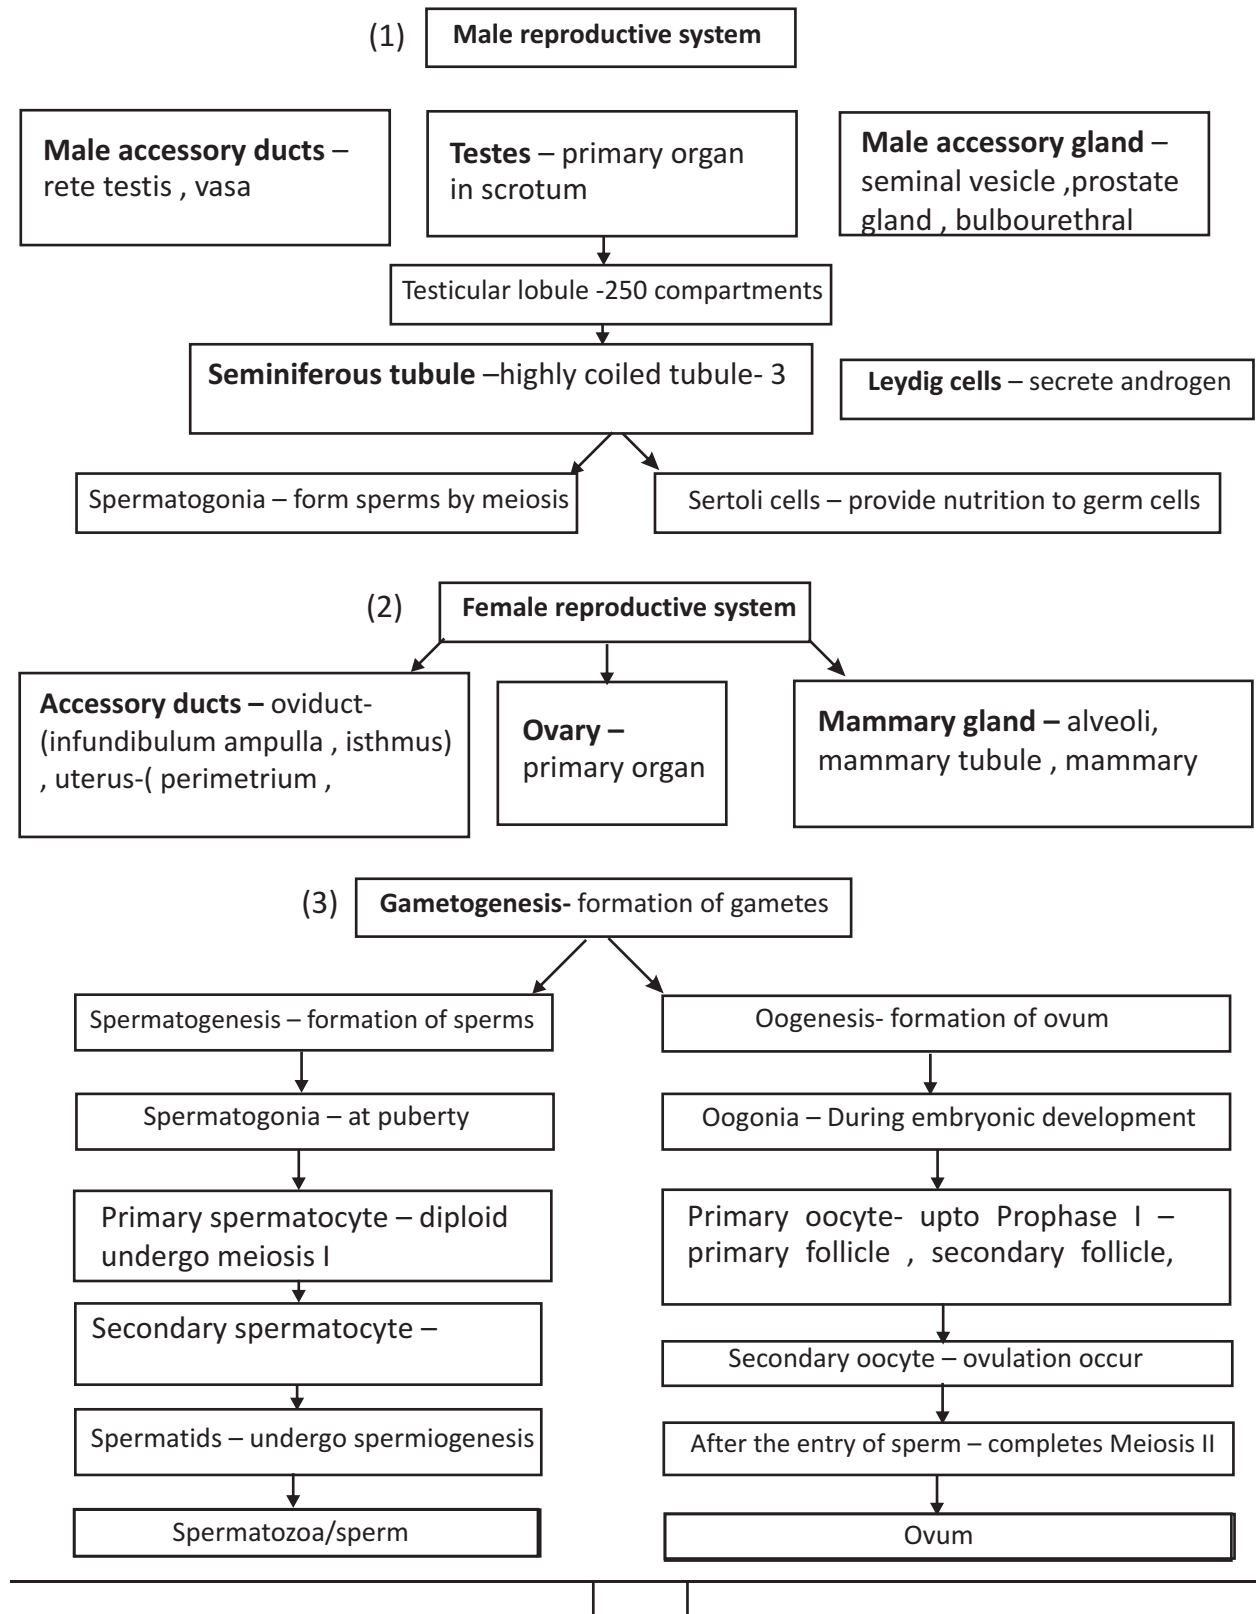 (1) Male reproductive system
Male accessory ducts –
rete testis , vasa
Testes – primary organ
in scrotum
Male accessory gland –
seminal vesicle ,prostate
gland , bulbourethral
Testicular lobule -250 compartments
Seminiferous tubule –highly coiled tubule- 3
Leydig cells – secrete androgen
Spermatogonia – form sperms by meiosis
Sertoli cells – provide nutrition to germ cells
(2) Female reproductive system
Accessory ducts – oviduct-
(infundibulum ampulla , isthmus)
, uterus-( perimetrium ,
Ovary –
primary organ
Mammary gland – alveoli,
mammary tubule , mammary
(3) Gametogenesis- formation of gametes
Spermatogenesis – formation of sperms
Oogenesis- formation of ovum
Spermatogonia – at puberty
Oogonia – During embryonic development
Primary spermatocyte – diploid
undergo meiosis I
Primary oocyte- upto Prophase I –
primary follicle , secondary follicle,
Secondary spermatocyte –
Secondary oocyte – ovulation occur
Spermatids – undergo spermiogenesis
After the entry of sperm – completes Meiosis II
Spermatozoa/sperm
Ovum